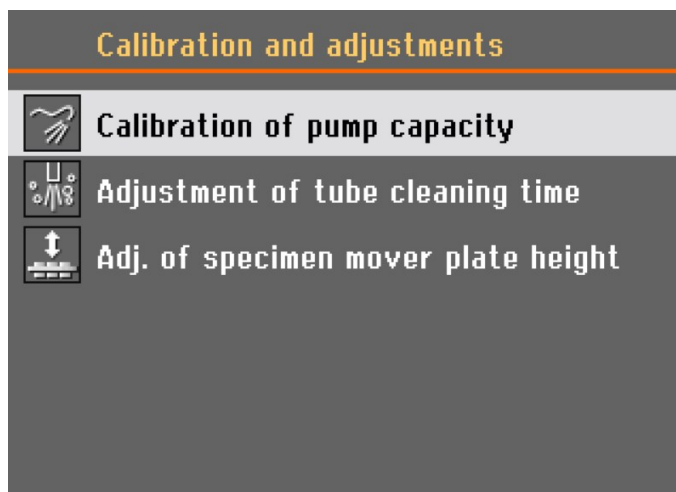 Calibration and adjustments
Calibration of pump capacity
Adjustment of tube cleaning time
Adj. of specimen mover plate height